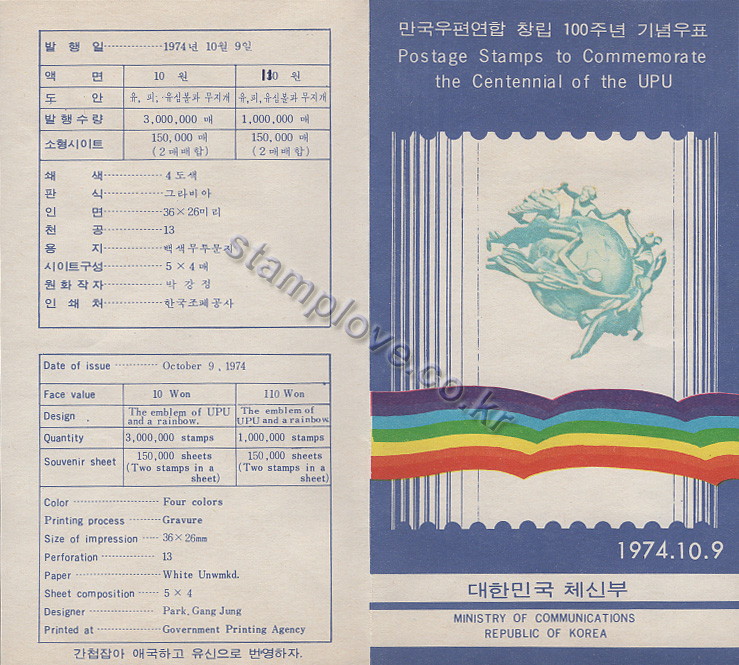 발 행 일 ················ 1974년 10월 9일
액 면 10 원 110 원
도 안 유, 피, 유심볼과 무지개 유, 피, 유심볼과 무지개
발 행 수 량 3,000,000 매 1,000,000 매
소형시이트 150,000 매 (2매배합) 150,000 매 (2매배합)
쇄 색 ············ 4 도색
판 식 ············ 그라비아
인 면 ············ 36×26미리
천 공 ············ 13
용 지 ············ 백색무투문지
시이트구성 ············ 5 × 4 매
원 화 작 자 ············ 박 강 정
인 쇄 처 ············ 한국조폐공사
Date of issue ············ October 9, 1974
Face value 10 Won 110 Won
Design The emblem of UPU and a rainbow. The emblem of UPU and a rainbow.
Quantity 3,000,000 stamps 1,000,000 stamps
Souvenir sheet 150,000 sheets (Two stamps in a sheet) 150,000 sheets (Two stamps in a sheet)
Color ············ Four colors
Printing process ········· Gravure
Size of impression ····· 36×26mm
Perforation ············ 13
Paper ············ White Unwmkd.
Sheet composition ····· 5 × 4
Designer ············ Park, Gang Jung
Printed at ············ Government Printing Agency
간첩잡아 애국하고 유신으로 번영하자.
만국우편연합 창립 100주년 기념우표
Postage Stamps to Commemorate
the Centennial of the UPU
1974.10.9
대한민국 체신부
MINISTRY OF COMMUNICATIONS
REPUBLIC OF KOREA
stamplove.co.kr